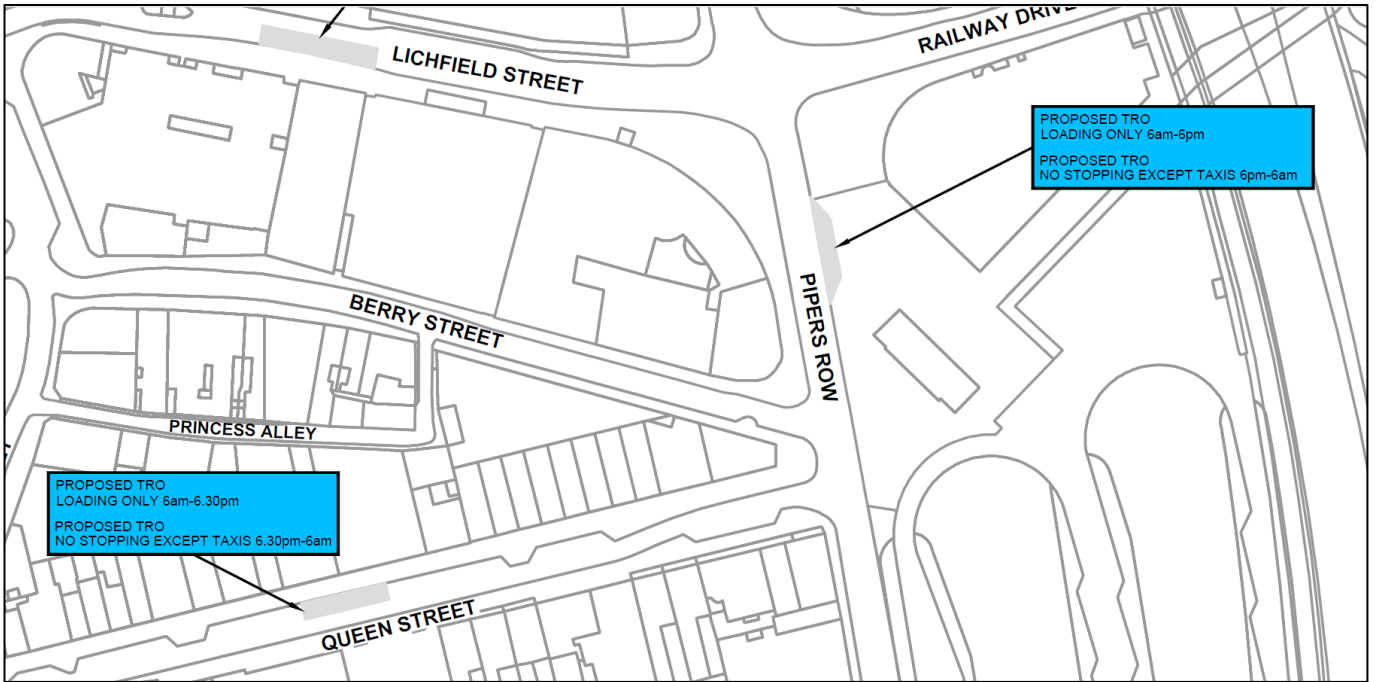 LICHFIELD STREET
RAILWAY DRIVE
PROPOSED TRO
LOADING ONLY 6am-6pm
PROPOSED TRO
NO STOPPING EXCEPT TAXIS 6pm-6am
PIPERS ROW
BERRY STREET
PRINCESS ALLEY
PROPOSED TRO
LOADING ONLY 6am-6.30pm
PROPOSED TRO
NO STOPPING EXCEPT TAXIS 6.30pm-6am
QUEEN STREET